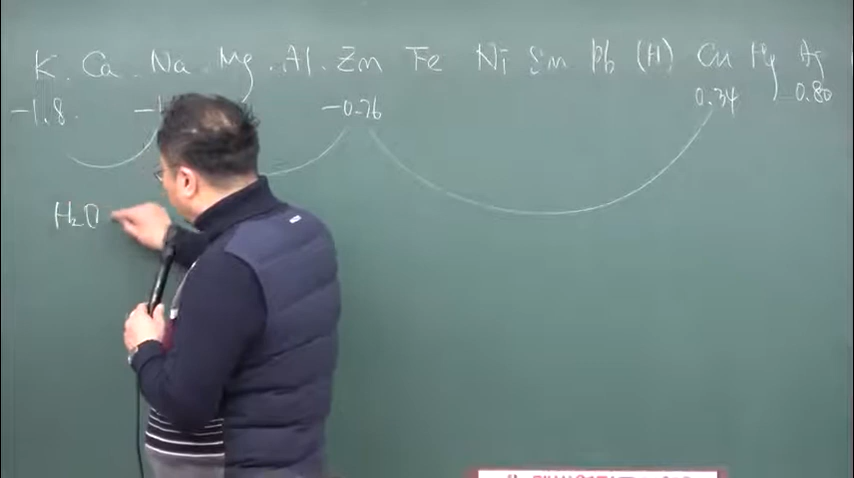 K. Ca. Na. Mg. Al. Zn Fe Ni Sn Pb (H) Cu Hg Ag
-1.8. -0.76 0.34 0.80
H₂O